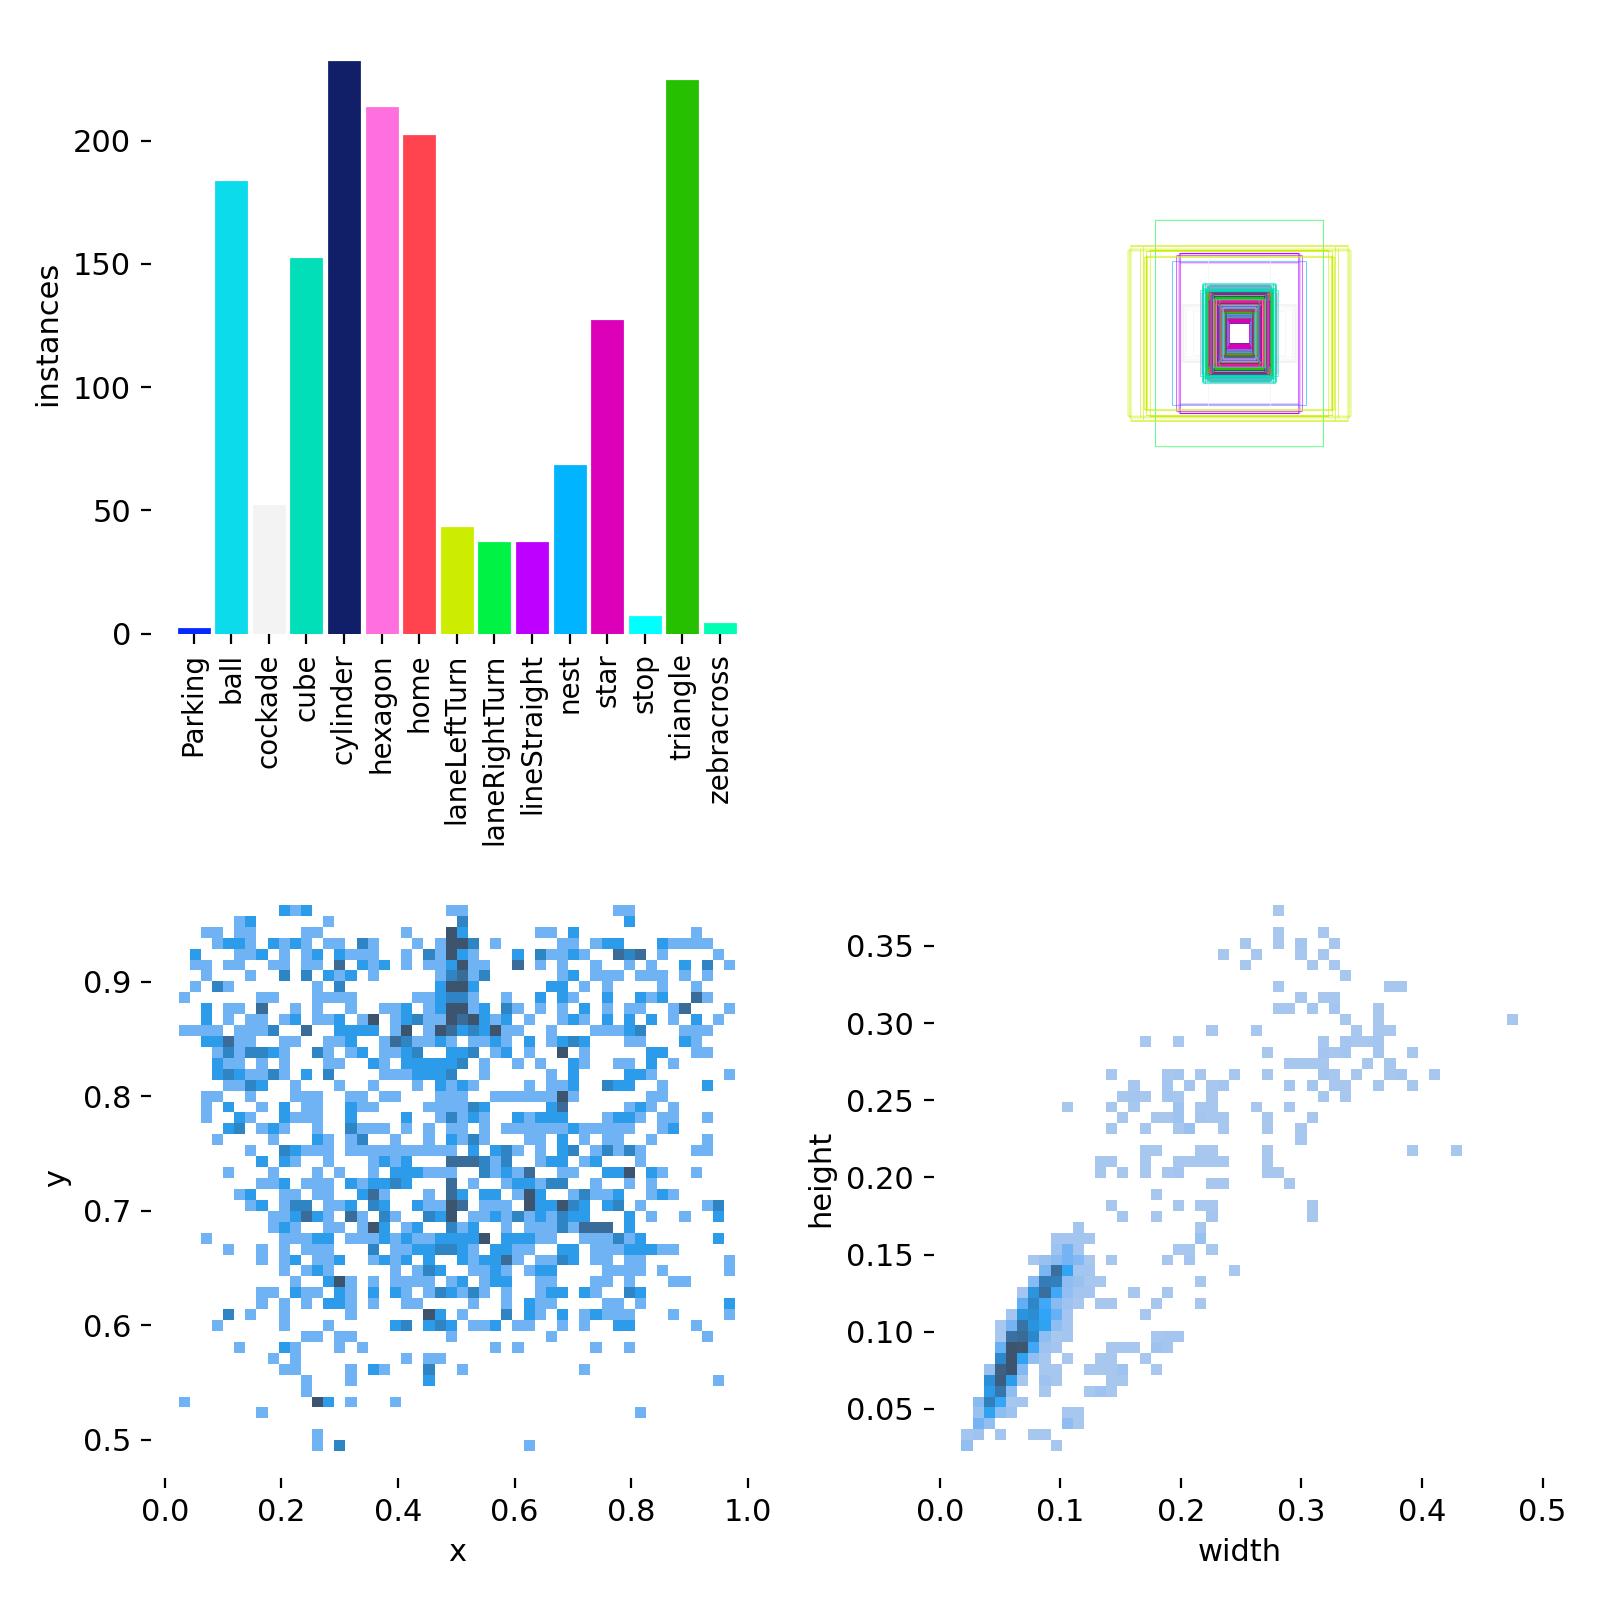 instances
200
150
100
50
0
Parking
ball
cockade
cube
cylinder
hexagon
home
laneLeftTurn
laneRightTurn
lineStraight
nest
star
stop
triangle
zebracross
y
0.9
0.8
0.7
0.6
0.5
0.0 0.2 0.4 0.6 0.8 1.0
x
height
0.35
0.30
0.25
0.20
0.15
0.10
0.05
0.0 0.1 0.2 0.3 0.4 0.5
width